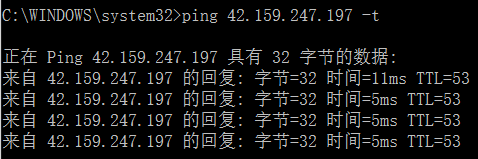 C:\WINDOWS\system32>ping 42.159.247.197 -t
正在 Ping 42.159.247.197 具有 32 字节的数据:
来自 42.159.247.197 的回复: 字节=32 时间=11ms TTL=53
来自 42.159.247.197 的回复: 字节=32 时间=5ms TTL=53
来自 42.159.247.197 的回复: 字节=32 时间=5ms TTL=53
来自 42.159.247.197 的回复: 字节=32 时间=5ms TTL=53